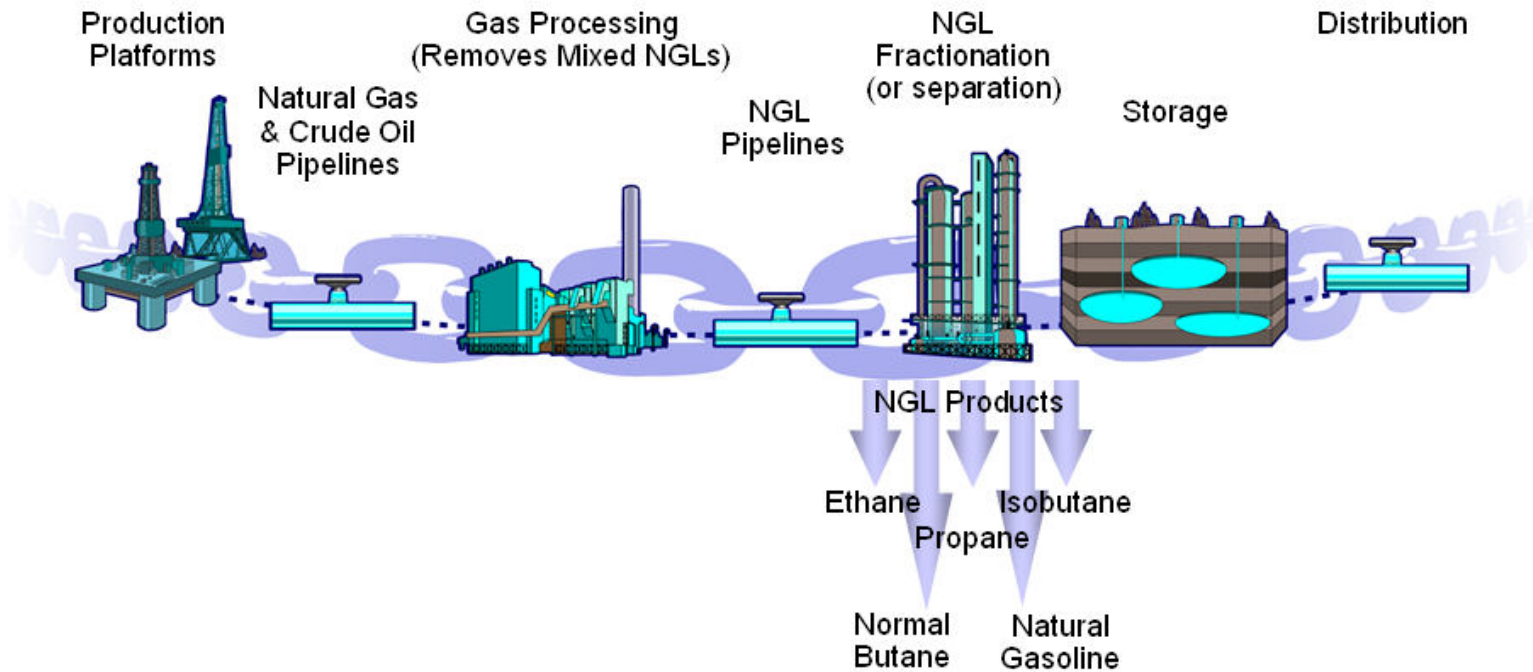 Production
Platforms
Natural Gas
& Crude Oil
Pipelines
Gas Processing
(Removes Mixed NGLs)
NGL
Pipelines
NGL
Fractionation
(or separation)
Storage
Distribution
NGL Products
Ethane
Isobutane
Propane
Normal
Butane
Natural
Gasoline